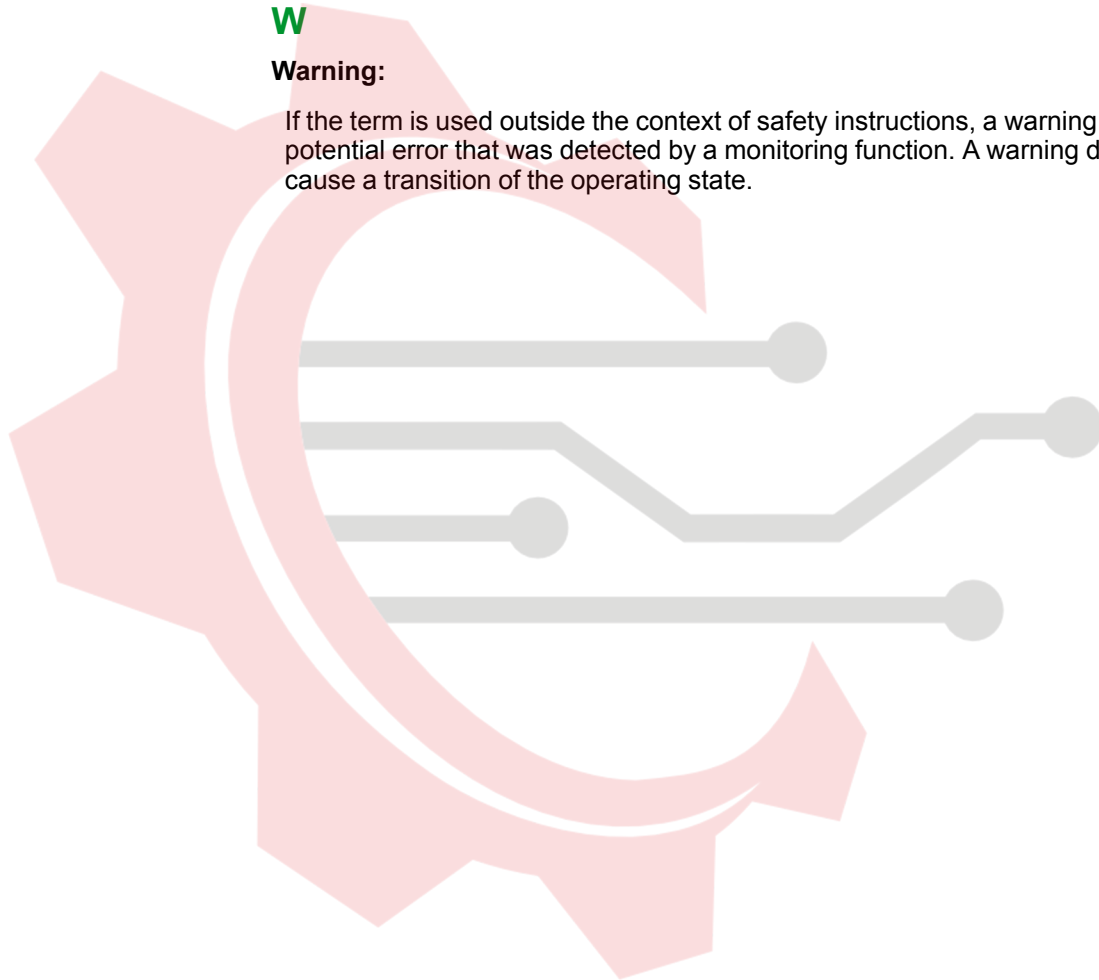 W
Warning:
If the term is used outside the context of safety instructions, a warning
potential error that was detected by a monitoring function. A warning d
cause a transition of the operating state.